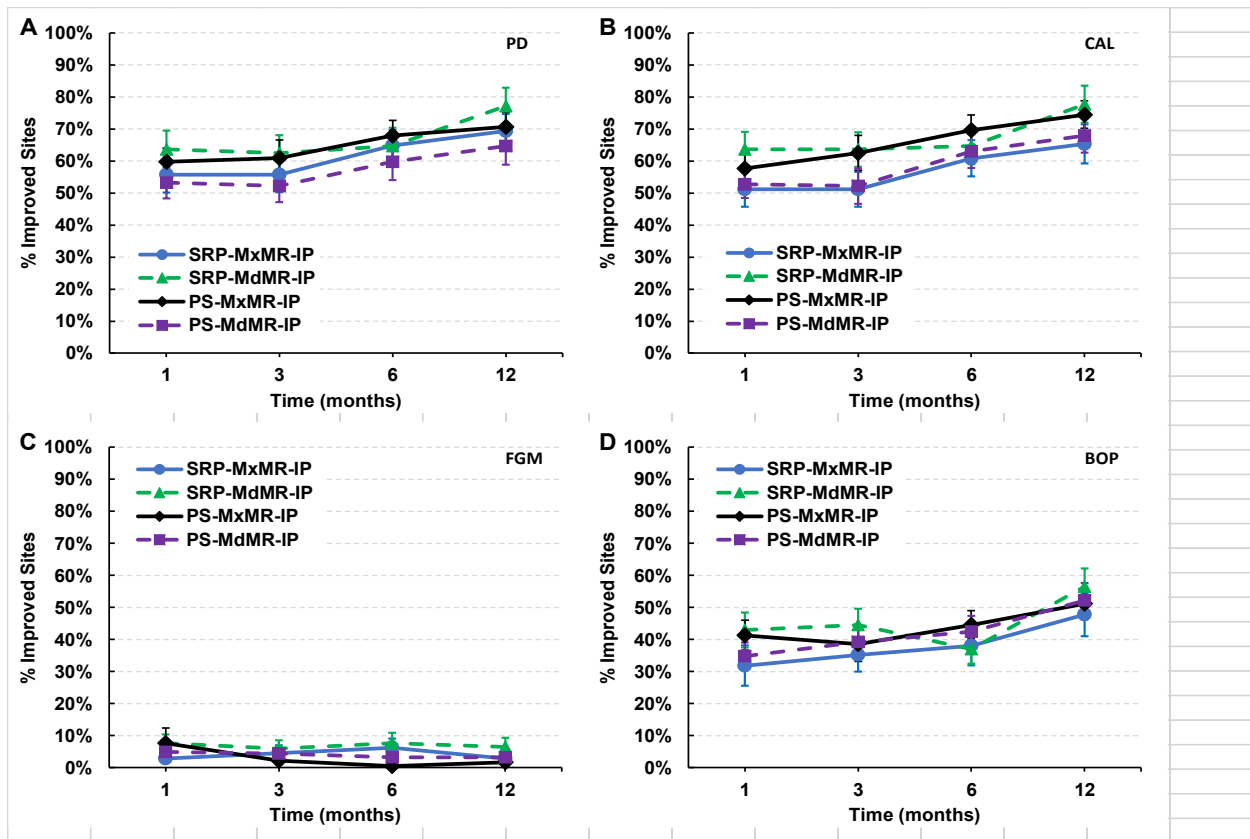 A
PD
100%
90%
80%
70%
60%
50%
40%
30%
20%
10%
0%
% Improved Sites
SRP-MxMR-IP
SRP-MdMR-IP
PS-MxMR-IP
PS-MdMR-IP
1 3 6 12
Time (months)
B
CAL
100%
90%
80%
70%
60%
50%
40%
30%
20%
10%
0%
% Improved Sites
SRP-MxMR-IP
SRP-MdMR-IP
PS-MxMR-IP
PS-MdMR-IP
1 3 6 12
Time (months)
C
FGM
100%
90%
80%
70%
60%
50%
40%
30%
20%
10%
0%
% Improved Sites
SRP-MxMR-IP
SRP-MdMR-IP
PS-MxMR-IP
PS-MdMR-IP
1 3 6 12
Time (months)
D
BOP
100%
90%
80%
70%
60%
50%
40%
30%
20%
10%
0%
% Improved Sites
SRP-MxMR-IP
SRP-MdMR-IP
PS-MxMR-IP
PS-MdMR-IP
1 3 6 12
Time (months)